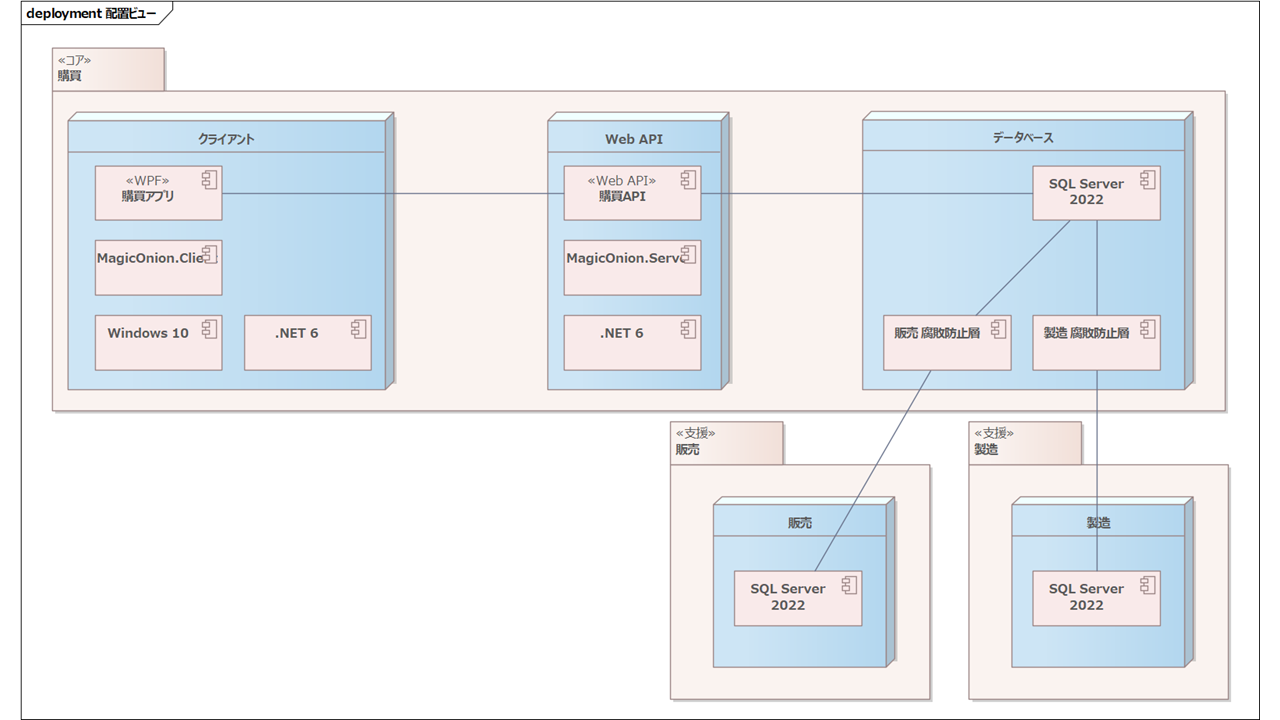 deployment 配置ビュー
«コア»
購買
クライアント
«WPF»
購買アプリ
MagicOnion.Clie
Windows 10
.NET 6
Web API
«Web API»
購買API
MagicOnion.Serv
.NET 6
データベース
SQL Server
2022
販売 腐敗防止層
製造 腐敗防止層
«支援»
販売
販売
SQL Server
2022
«支援»
製造
製造
SQL Server
2022